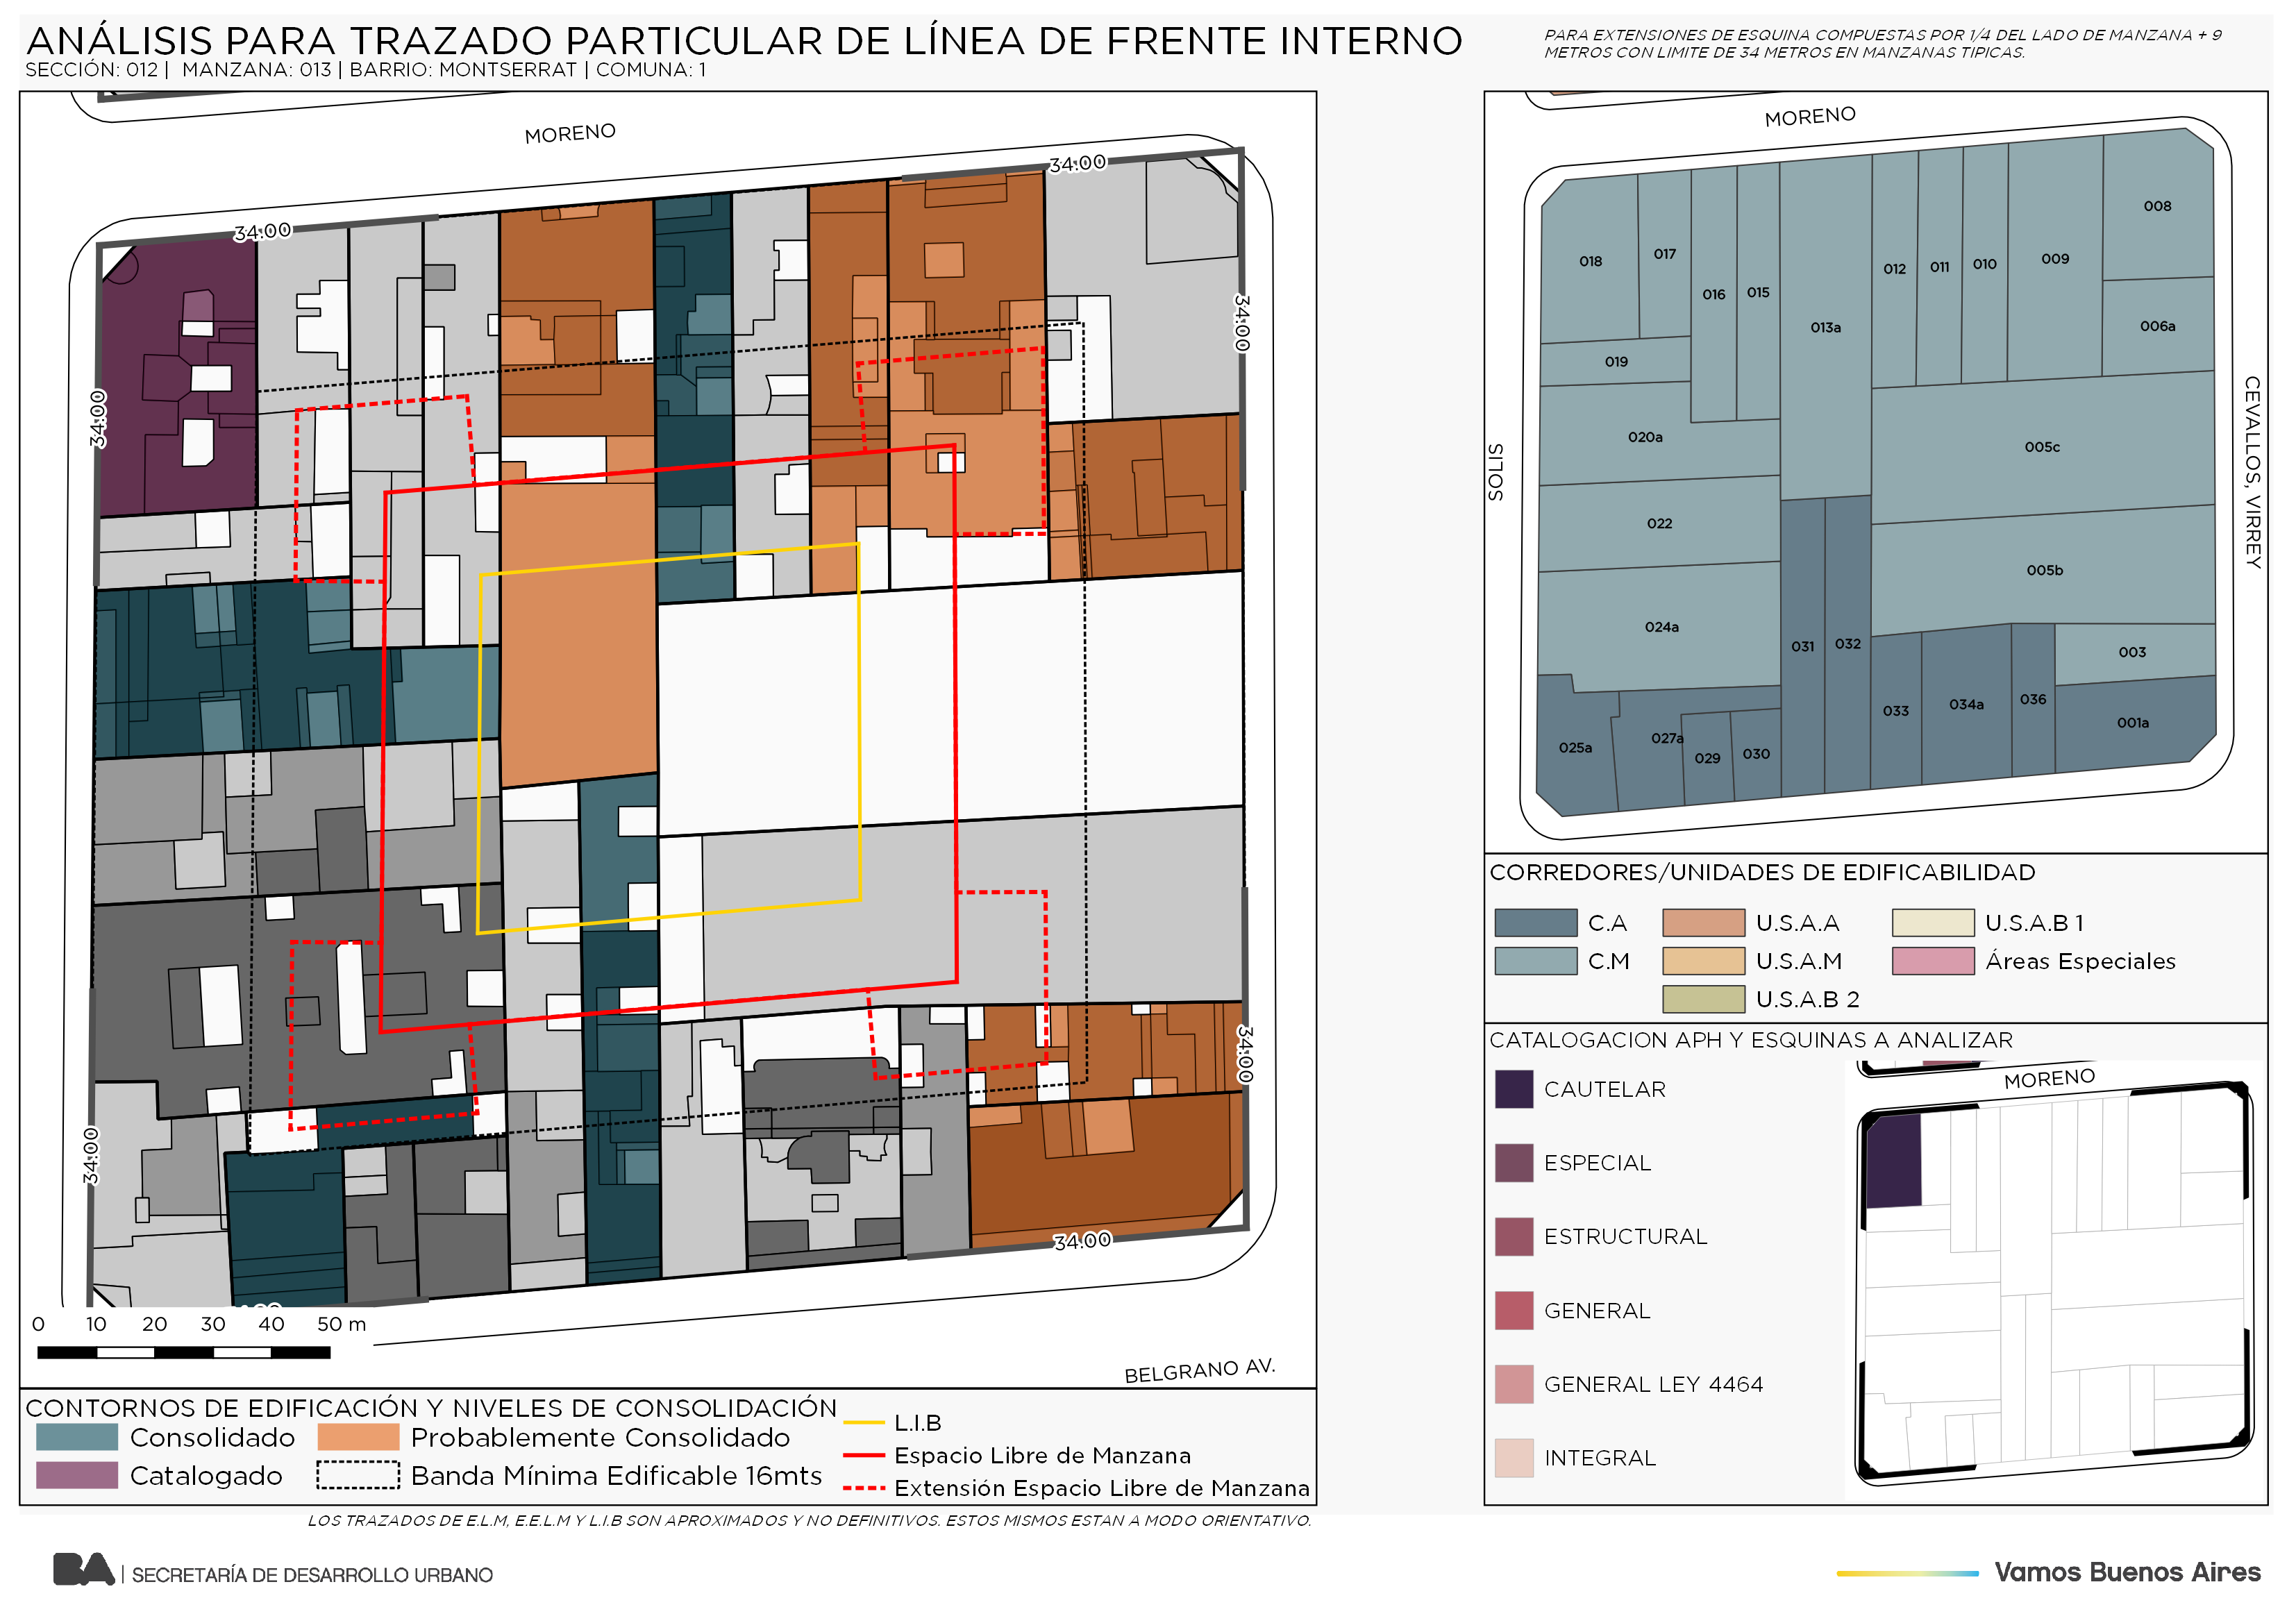 ANÁLISIS PARA TRAZADO PARTICULAR DE LÍNEA DE FRENTE INTERNO
SECCIÓN: 012 | MANZANA: 013 | BARRIO: MONTSERRAT | COMUNA: 1
PARA EXTENSIONES DE ESQUINA COMPUESTAS POR 1/4 DEL LADO DE MANZANA + 9
METROS CON LIMITE DE 34 METROS EN MANZANAS TIPICAS.
MORENO
34:00
34:00
34:00
34:00
34:00
34:00
34:00
BELGRANO AV.
0 10 20 30 40 50 m
CONTORNOS DE EDIFICACIÓN Y NIVELES DE CONSOLIDACIÓN
Consolidado
Probablemente Consolidado
Catalogado
Banda Mínima Edificable 16mts
L.I.B
Espacio Libre de Manzana
Extensión Espacio Libre de Manzana
MORENO
SOLIS
CEVALLOS, VIRREY
008
018
017
016
015
013a
012
011
010
009
006a
019
020a
005c
022
005b
024a
031
032
003
033
034a
036
001a
025a
027a
029
030
CORREDORES/UNIDADES DE EDIFICABILIDAD
C.A
U.S.A.A
U.S.A.B 1
C.M
U.S.A.M
Áreas Especiales
U.S.A.B 2
CATALOGACION APH Y ESQUINAS A ANALIZAR
CAUTELAR
ESPECIAL
ESTRUCTURAL
GENERAL
GENERAL LEY 4464
INTEGRAL
MORENO
LOS TRAZADOS DE E.L.M, E.E.L.M Y L.I.B SON APROXIMADOS Y NO DEFINITIVOS. ESTOS MISMOS ESTAN A MODO ORIENTATIVO.
BA | SECRETARÍA DE DESARROLLO URBANO
Vamos Buenos Aires